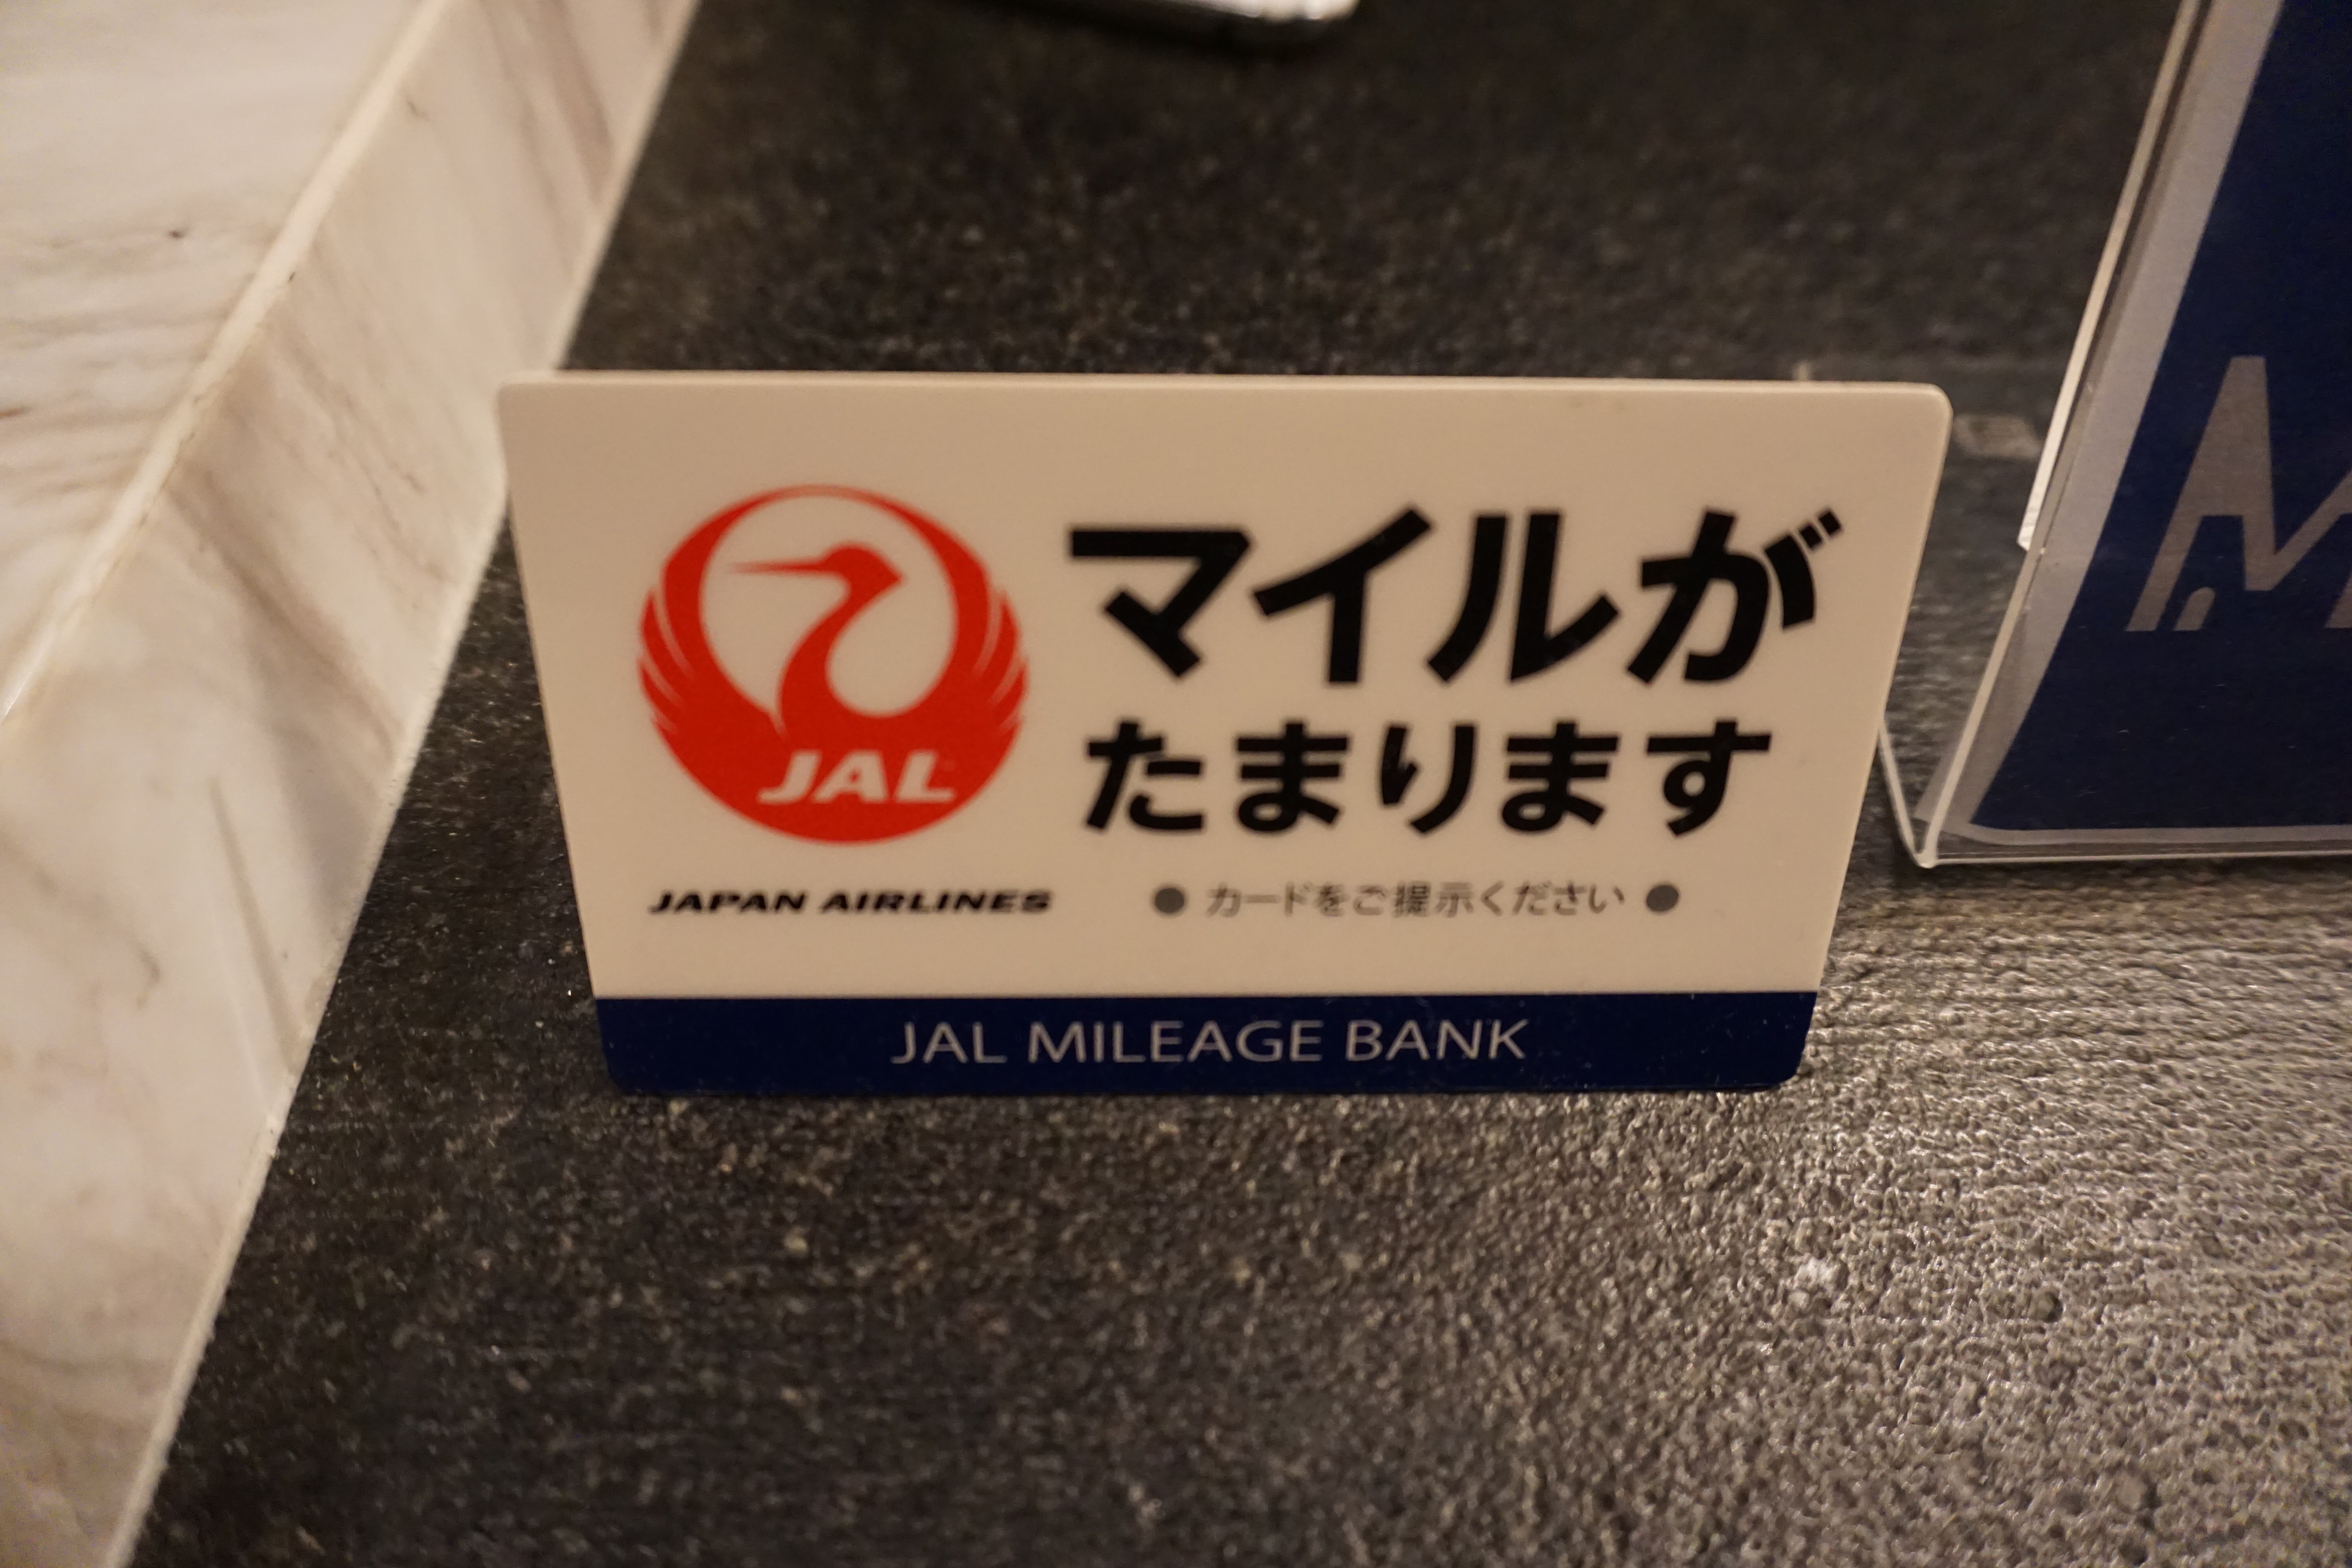 JAL
JAPAN AIRLINES
マイルが
たまります
● カードをご提示ください ●
JAL MILEAGE BANK